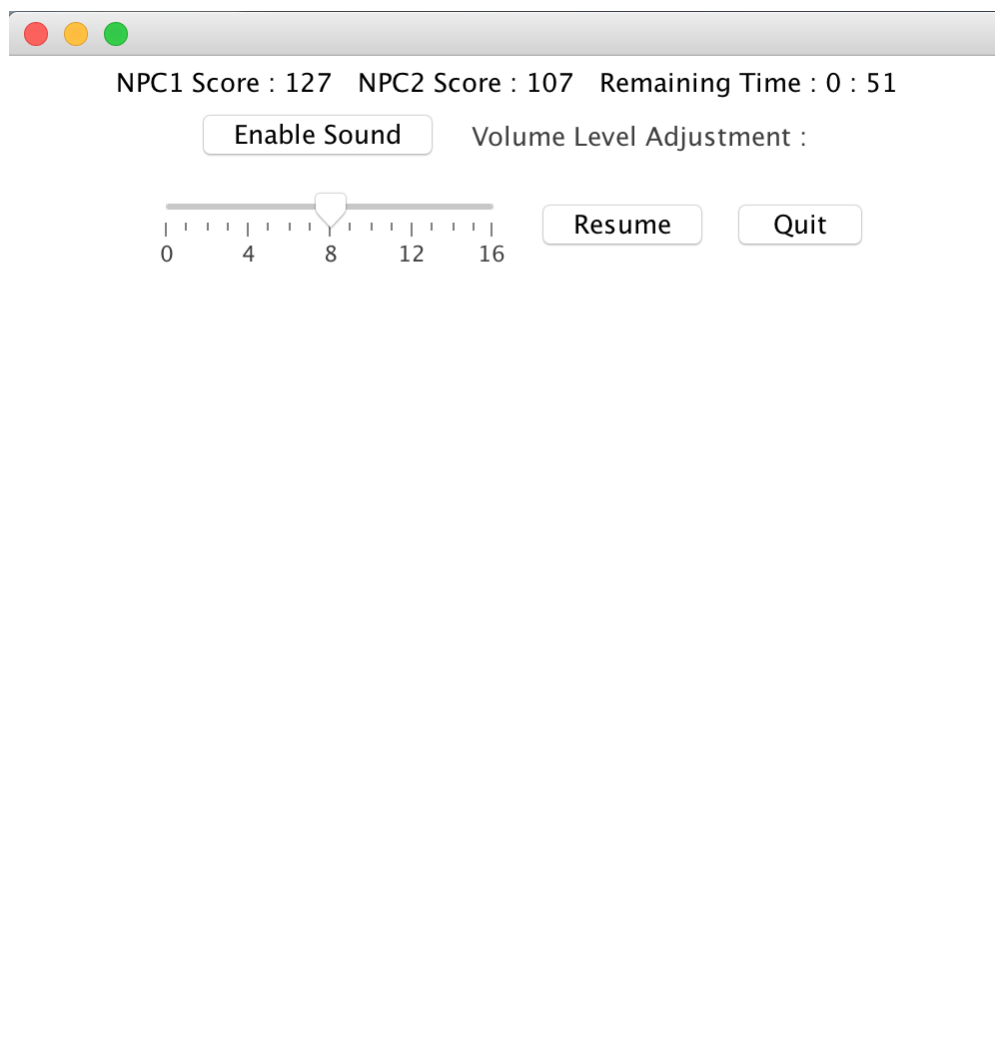 NPC1 Score : 127 NPC2 Score : 107 Remaining Time : 0 : 51
Enable Sound Volume Level Adjustment :
Resume Quit
0 4 8 12 16